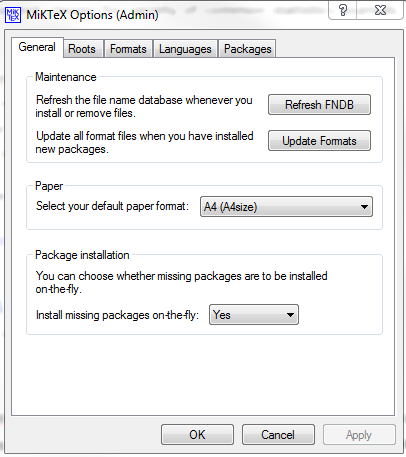 MiKTeX Options (Admin)
General Roots Formats Languages Packages
Maintenance
Refresh the file name database whenever you
install or remove files.
Refresh FNDB
Update all format files when you have installed
new packages.
Update Formats
Paper
Select your default paper format: A4 (A4size)
Package installation
You can choose whether missing packages are to be installed
on-the-fly.
Install missing packages on-the-fly: Yes
OK Cancel Apply